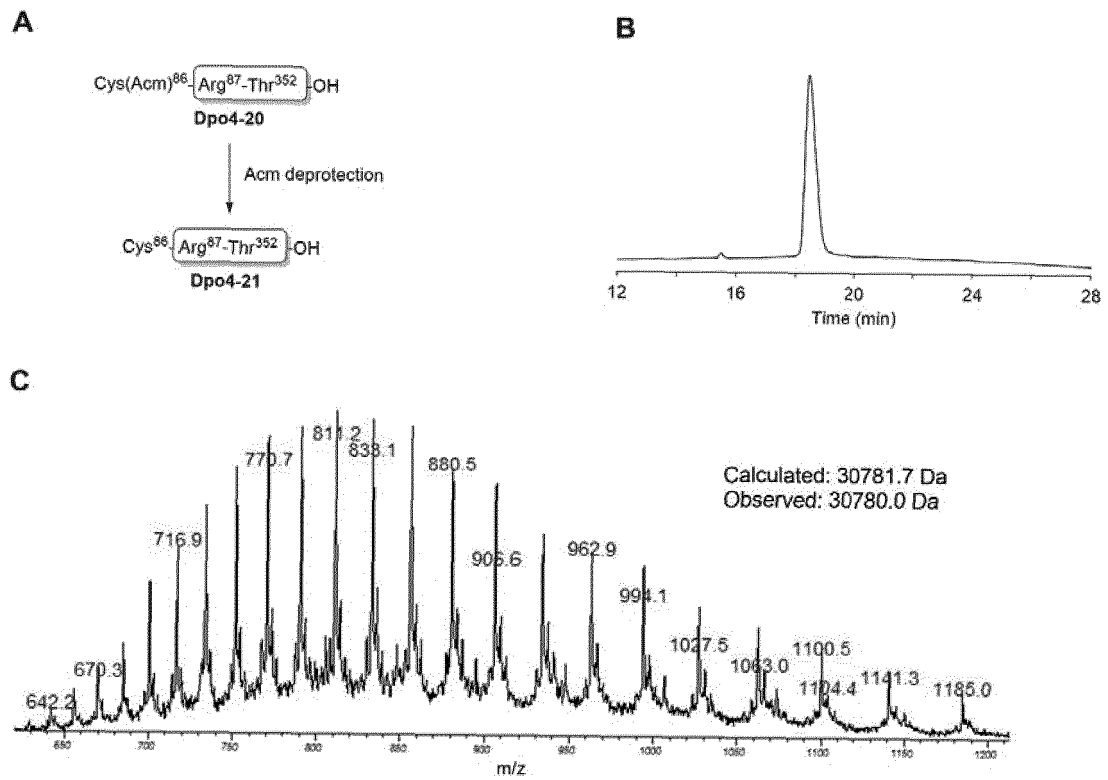 A
Cys(Acm)86-Arg87-Thr352-OH
Dpo4-20
Acm deprotection
Cys86-Arg87-Thr352-OH
Dpo4-21
B
12 16 20 24 28
Time (min)
C
642.2
670.3
716.9
770.7
811.2
833.1
880.5
906.6
962.9
994.1
1027.5
1063.0
1100.5
1104.4
1141.3
1185.0
Calculated: 30781.7 Da
Observed: 30780.0 Da
650 700 750 800 850 900 950 1000 1050 1100 1150 1200
m/z